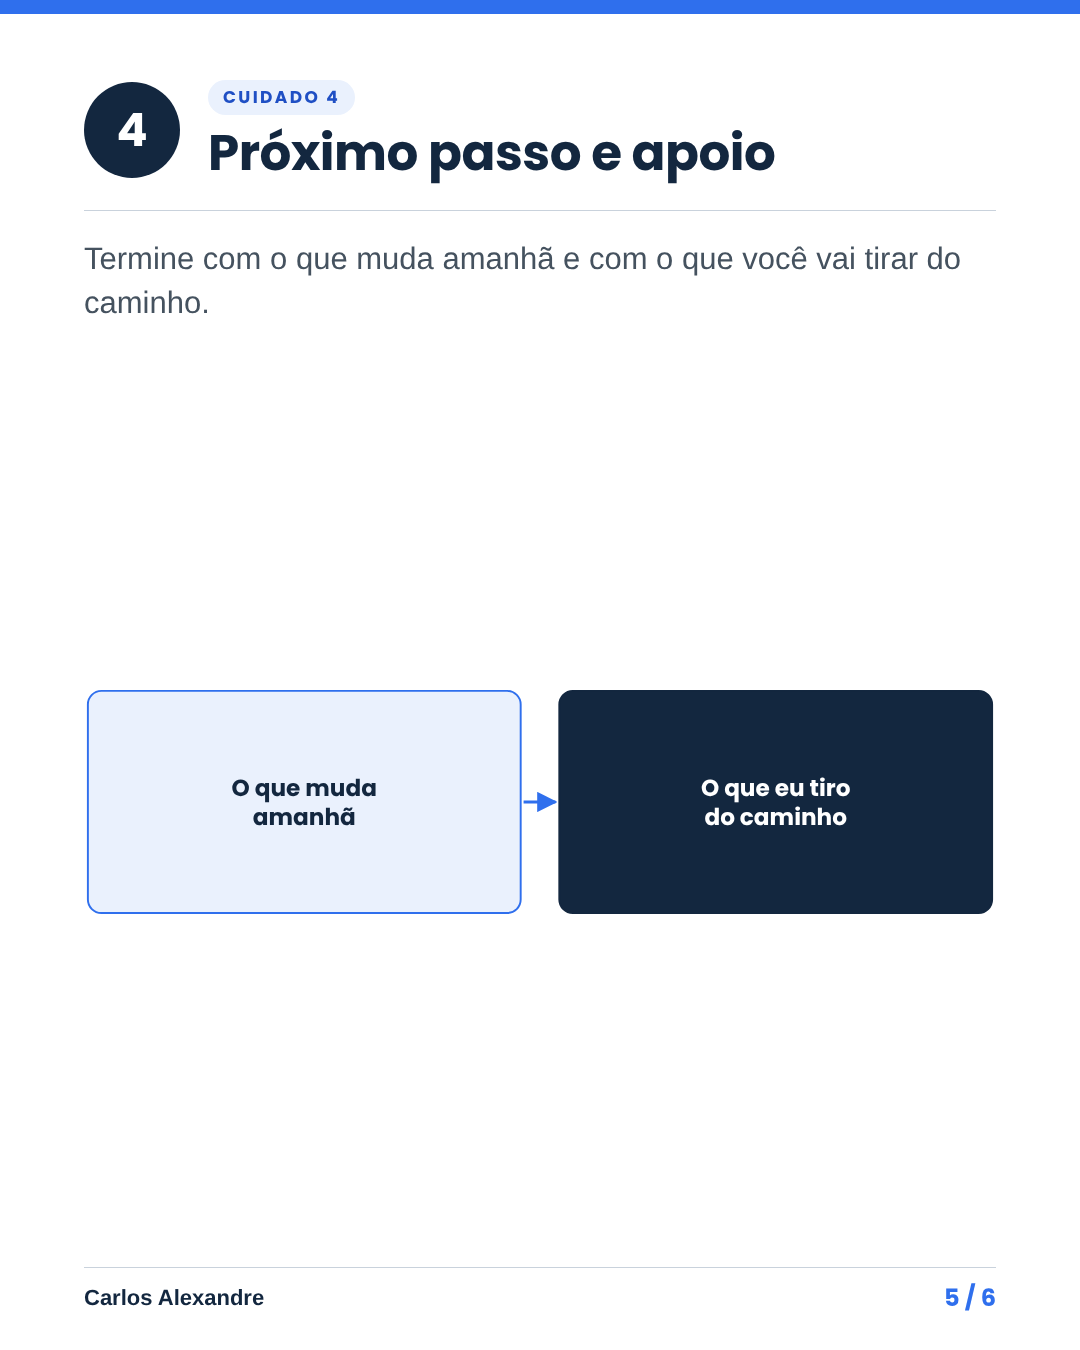 4
CUIDADO 4
Próximo passo e apoio
Termine com o que muda amanhã e com o que você vai tirar do
caminho.
O que muda
amanhã
O que eu tiro
do caminho
Carlos Alexandre
5 / 6